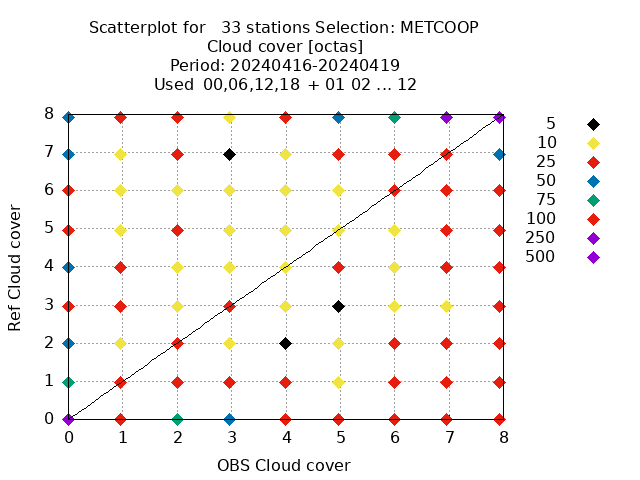 Scatterplot for   33 stations Selection: METCOOP
Cloud cover [octas]
Period: 20240416-20240419
Used  00,06,12,18  + 01 02 ... 12
8
7
6
5
4
3
2
1
0
Ref Cloud cover
0 1 2 3 4 5 6 7 8
OBS Cloud cover
5
10
25
50
75
100
250
500